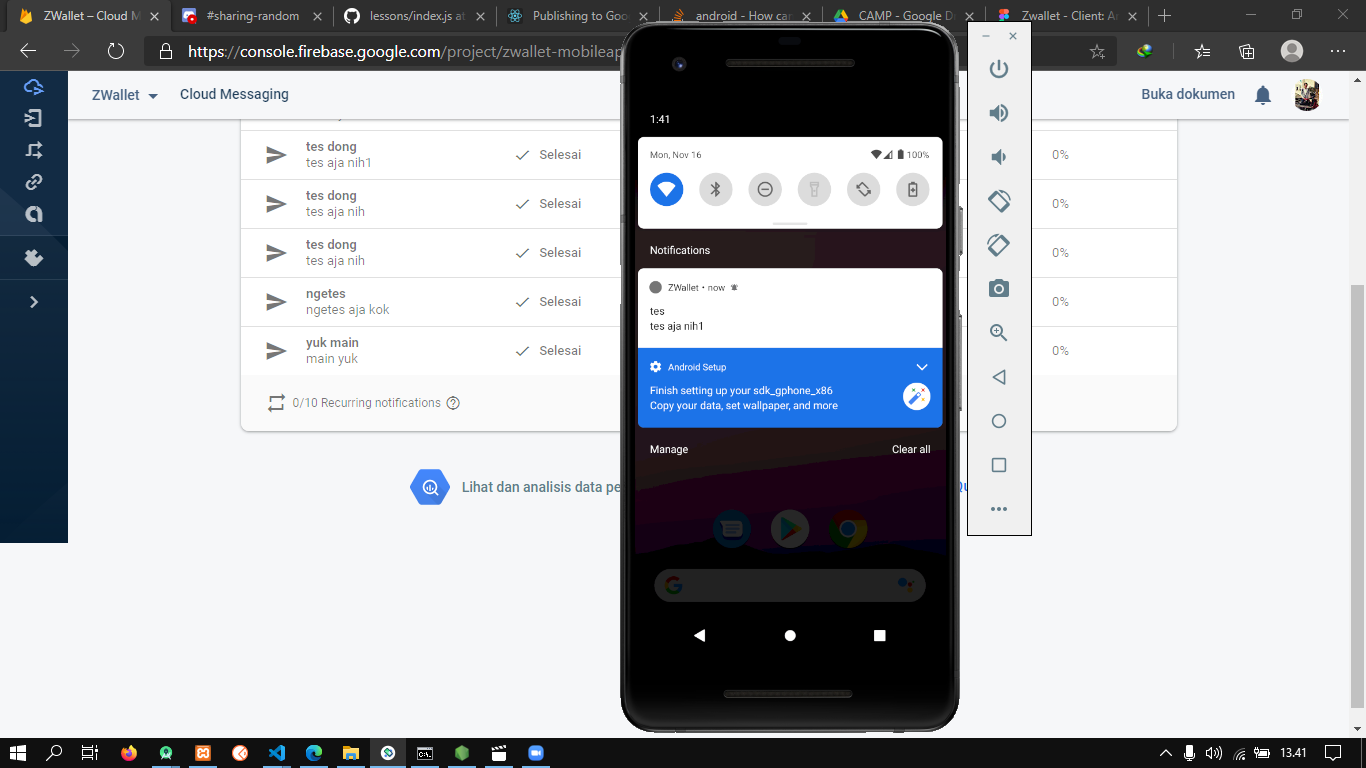 ZWallet – Cloud M
#sharing-random
lessons/index.js at
Publishing to Goo
android - How can
CAMP - Google D
Zwallet - Client: A
https://console.firebase.google.com/project/zwallet-mobileap
ZWallet
Cloud Messaging
Buka dokumen
tes dong
tes aja nih1
Selesai
0%
tes dong
tes aja nih
Selesai
0%
tes dong
tes aja nih
Selesai
0%
ngetes
ngetes aja kok
Selesai
0%
yuk main
main yuk
Selesai
0%
0/10 Recurring notifications
Lihat dan analisis data pe
1:41
Mon, Nov 16
100%
Notifications
ZWallet • now
tes
tes aja nih1
Android Setup
Finish setting up your sdk_gphone_x86
Copy your data, set wallpaper, and more
Manage
Clear all
13.41